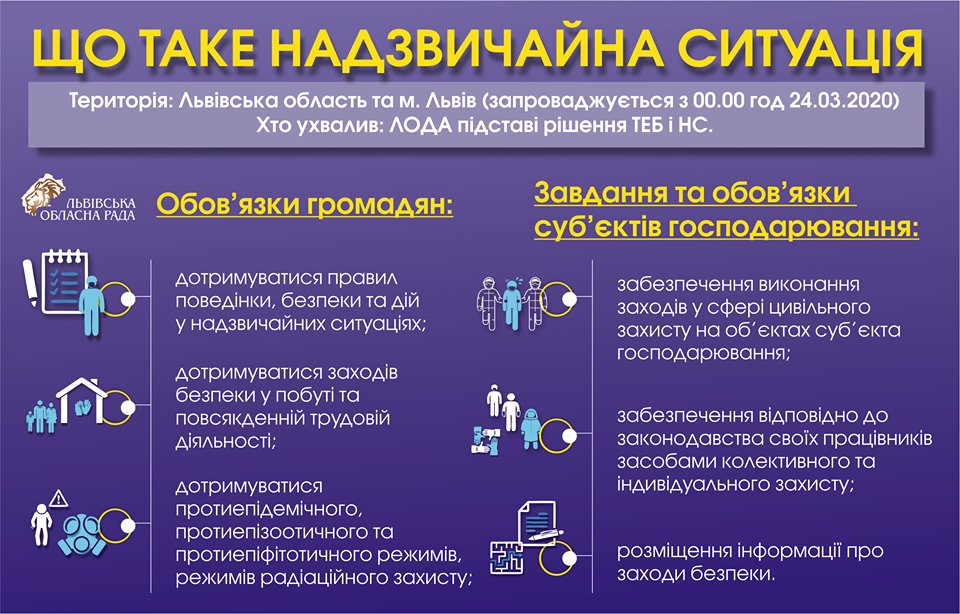 ЩО ТАКЕ НАДЗВИЧАЙНА СИТУАЦІЯ
Територія: Львівська область та м. Львів (запроваджується з 00.00 год 24.03.2020)
Хто ухвалив: ЛОДА підставі рішення ТЕБ і НС.
ЛЬВІВСЬКА
ОБЛАСНА РАДА
Обов’язки громадян:
дотримуватися правил
поведінки, безпеки та дій
у надзвичайних ситуаціях;
дотримуватися заходів
безпеки у побуті та
повсякденній трудовій
діяльності;
дотримуватися
протиепідемічного,
протиепізоотичного та
протиепіфітотичного режимів,
режимів радіаційного захисту;
Завдання та обов’язки
суб’єктів господарювання:
забезпечення виконання
заходів у сфері цивільного
захисту на об’єктах суб’єкта
господарювання;
забезпечення відповідно до
законодавства своїх працівників
засобами колективного та
індивідуального захисту;
розміщення інформації про
заходи безпеки.